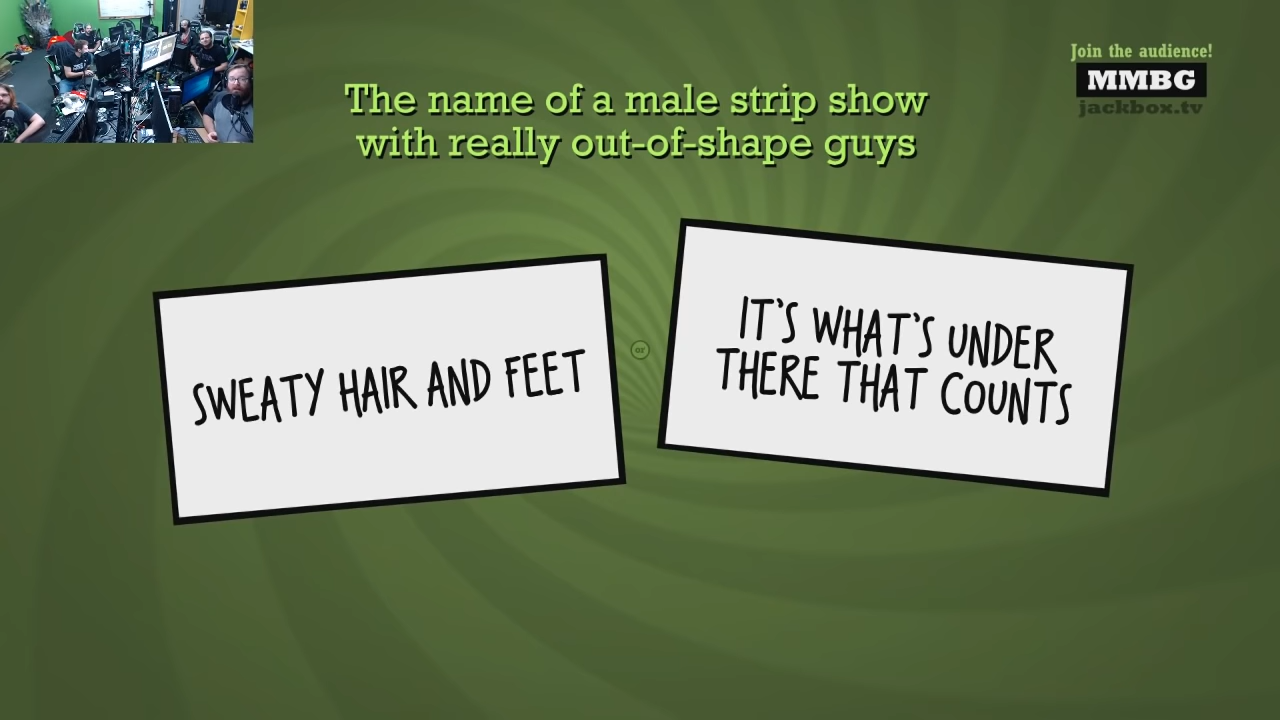 The name of a male strip show
with really out-of-shape guys
Join the audience!
MMBG
jackbox.tv
SWEATY HAIR AND FEET
or
IT'S WHAT'S UNDER
THERE THAT COUNTS